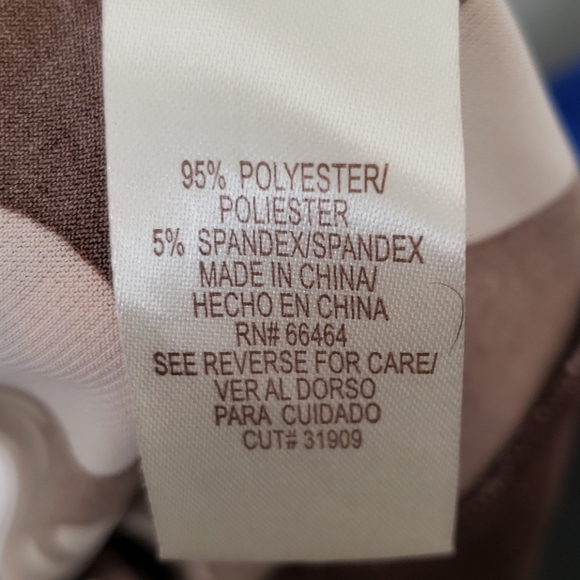 95% POLYESTER/
POLIESTER
5% SPANDEX/SPANDEX
MADE IN CHINA/
HECHO EN CHINA
RN# 66464
SEE REVERSE FOR CARE/
VER AL DORSO
PARA CUIDADO
CUT# 31909